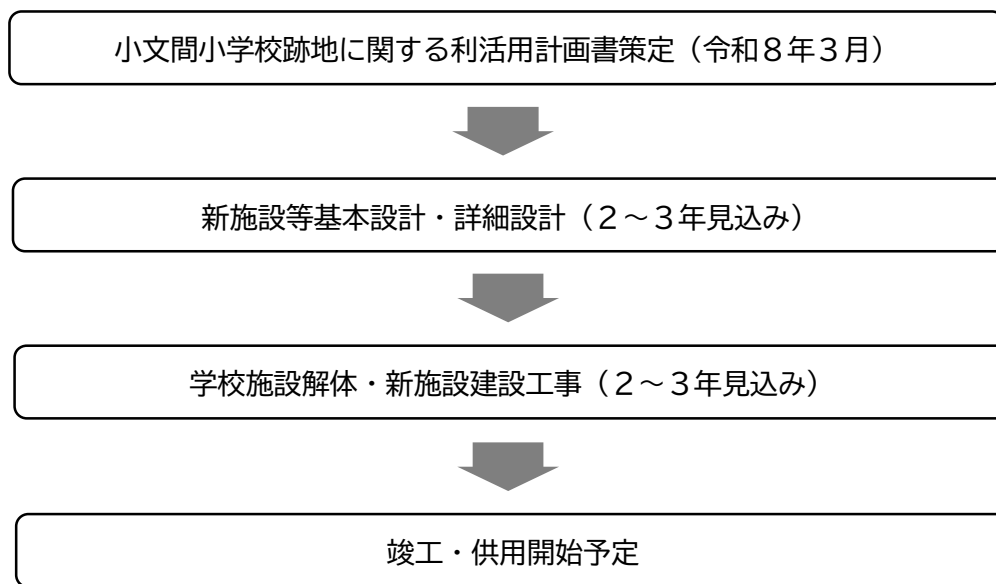 小文間小学校跡地に関する利活用計画書策定（令和８年３月）
新施設等基本設計・詳細設計（２～３年見込み）
学校施設解体・新施設建設工事（２～３年見込み）
竣工・供用開始予定